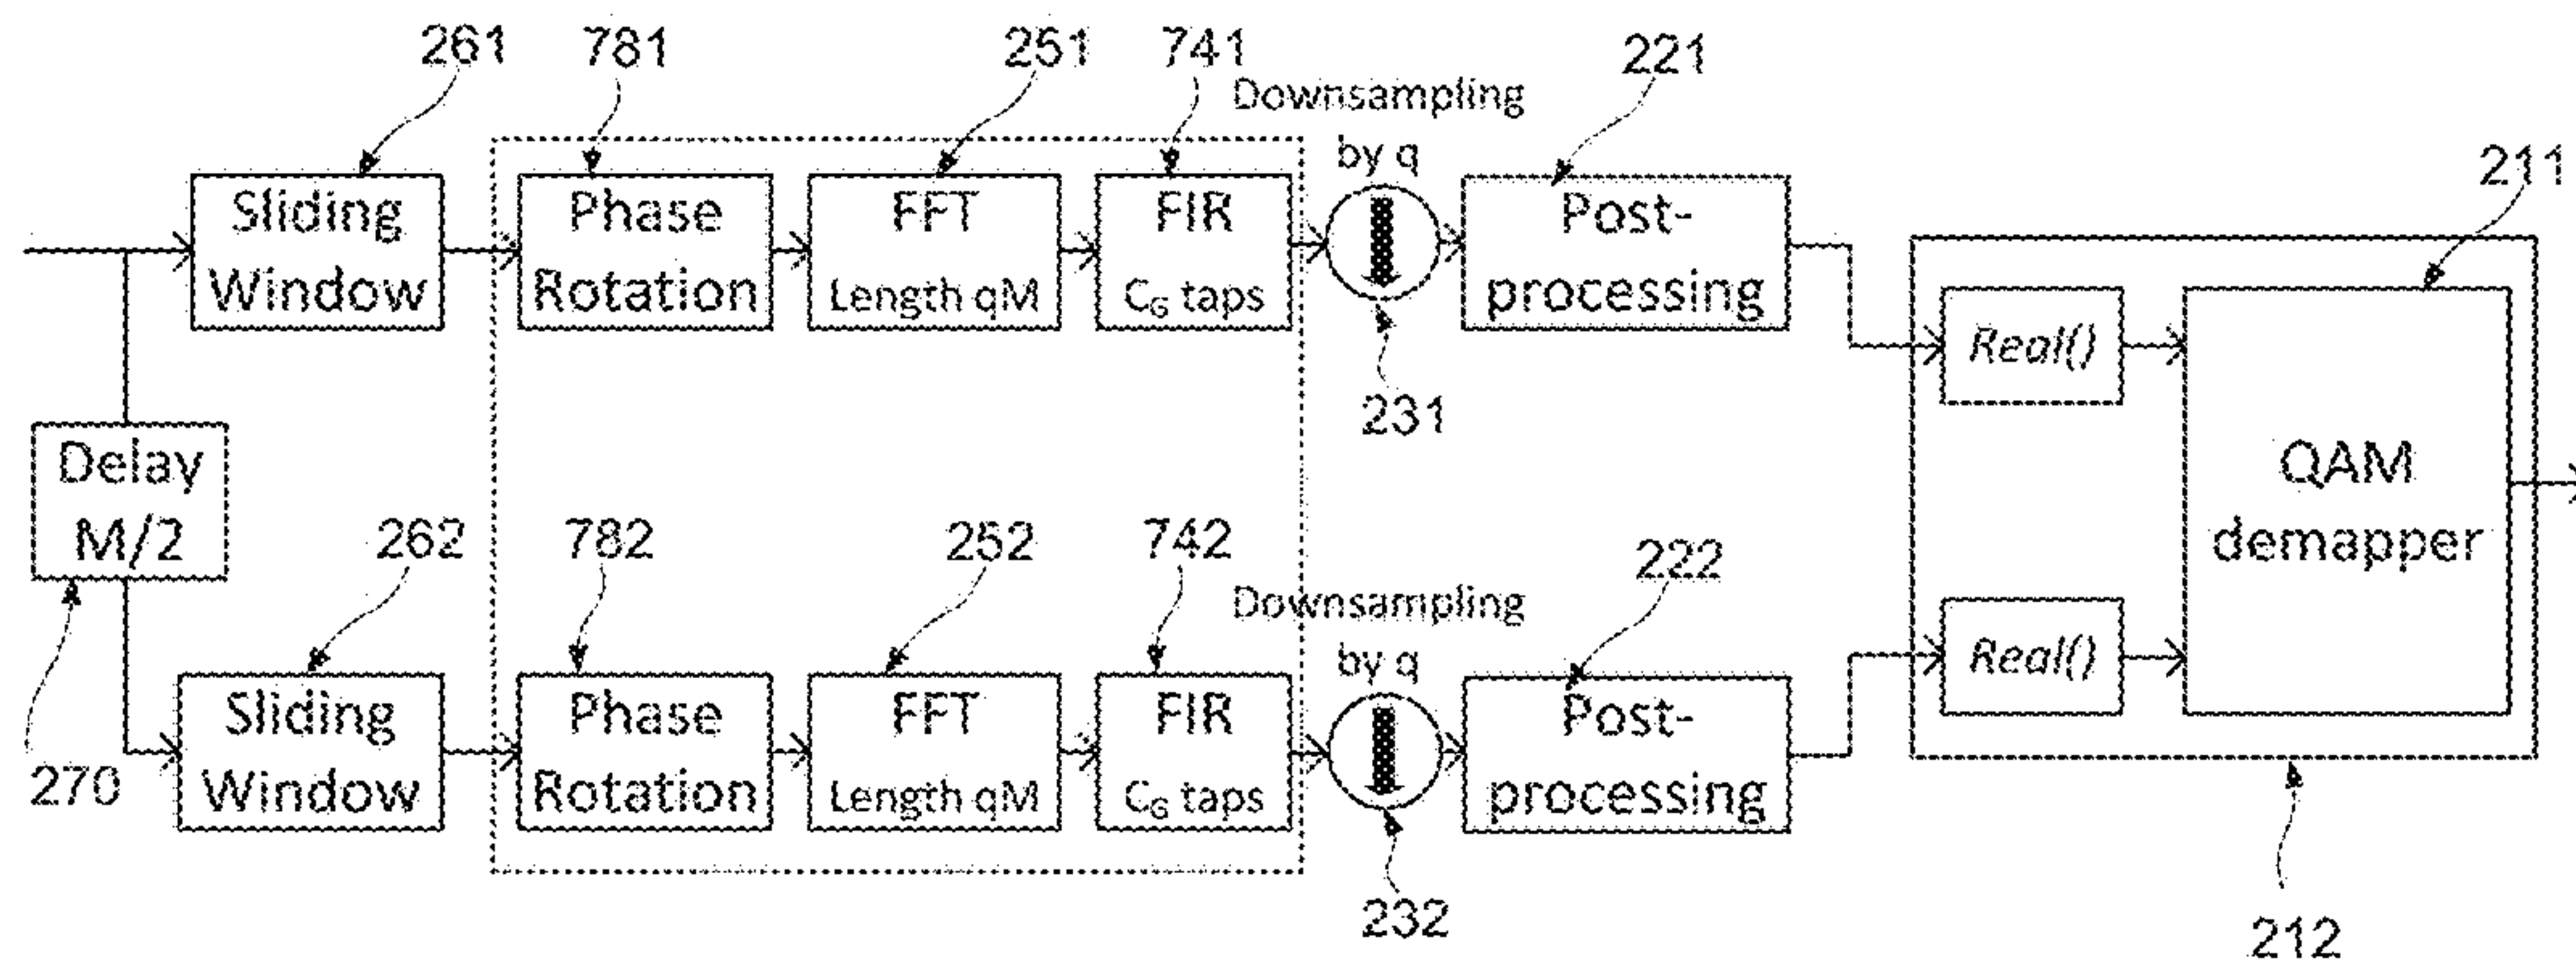 261
781
251
741
Downsampling
by q
221
211
Sliding
Window
Phase
Rotation
FFT
Length qM
FIR
C_G taps
Post-
processing
231
Real()
QAM
demapper
Real()
Delay
M/2
270
262
782
252
742
Downsampling
by q
222
Sliding
Window
Phase
Rotation
FFT
Length qM
FIR
C_G taps
Post-
processing
232
212